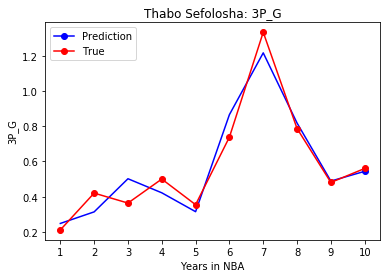 Thabo Sefolosha: 3P_G
Prediction
True
3P_G
1.2
1.0
0.8
0.6
0.4
0.2
1 2 3 4 5 6 7 8 9 10
Years in NBA